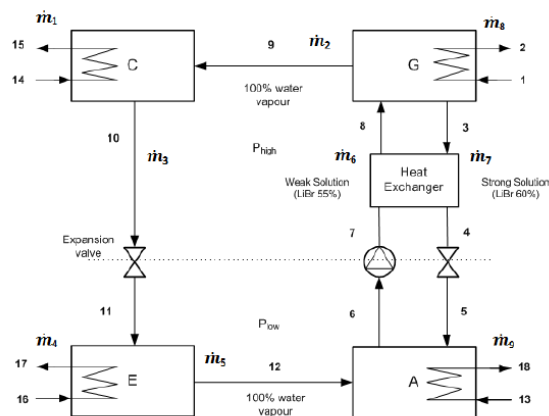 ṁ₁
9
ṁ₂
ṁ₈
15
C
G
2
14
1
100% water
vapour
10
8
3
P_high
ṁ₃
ṁ₆
ṁ₇
Weak Solution
(LiBr 55%)
Heat
Exchanger
Strong Solution
(LiBr 60%)
7
4
Expansion
valve
11
6
5
P_low
ṁ₄
ṁ₅
ṁ₉
17
E
12
A
18
16
100% water
vapour
13